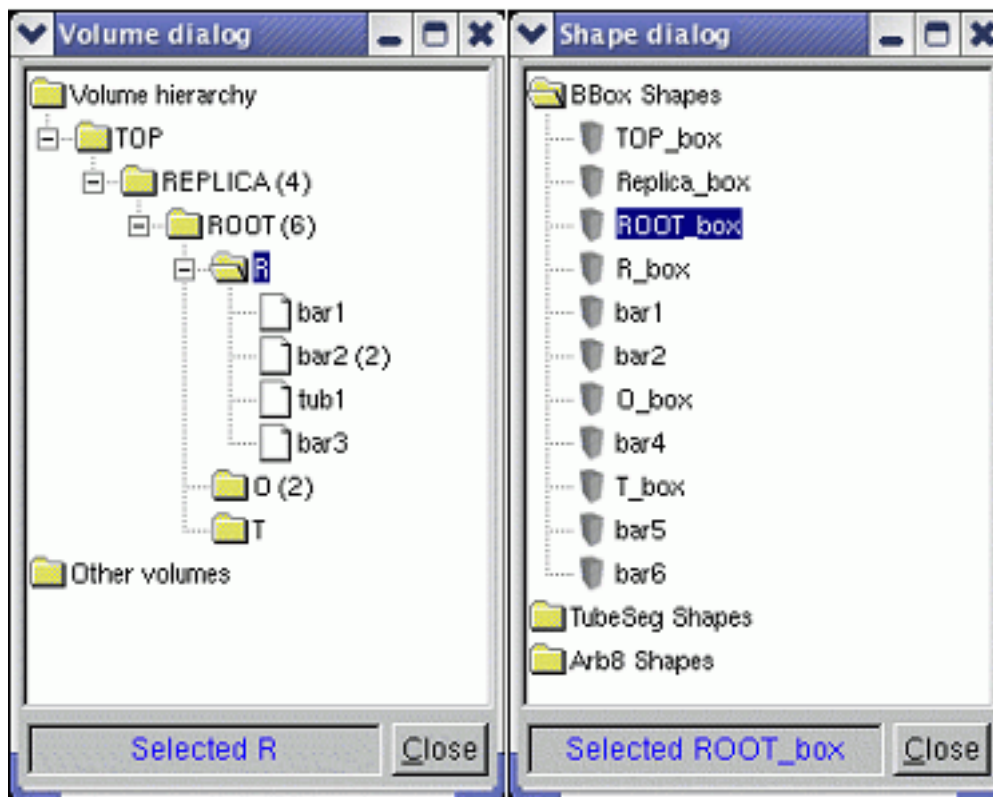 Volume dialog
Volume hierarchy
TOP
REPLICA (4)
ROOT (6)
R
bar1
bar2 (2)
tub1
bar3
O (2)
T
Other volumes
Selected R
Close
Shape dialog
BBox Shapes
TOP_box
Replica_box
ROOT_box
R_box
bar1
bar2
O_box
bar4
T_box
bar5
bar6
TubeSeg Shapes
Arb8 Shapes
Selected ROOT_box
Close